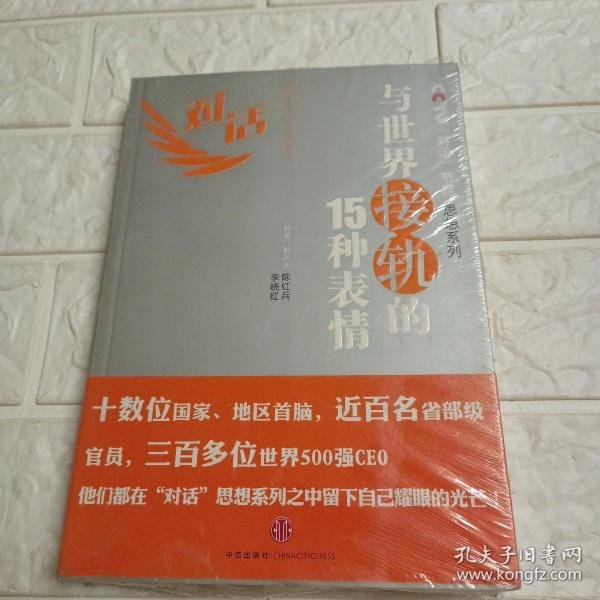 对话
思想系列
与世界接轨的
15种表情
陈红兵
李晓红
十数位国家、地区首脑，近百名省部级
官员，三百多位世界500强CEO
他们都在“对话”思想系列之中留下自己耀眼的光芒！
中信出版社·CHINACITICPRESS
孔夫子旧书网
www.kongfz.com